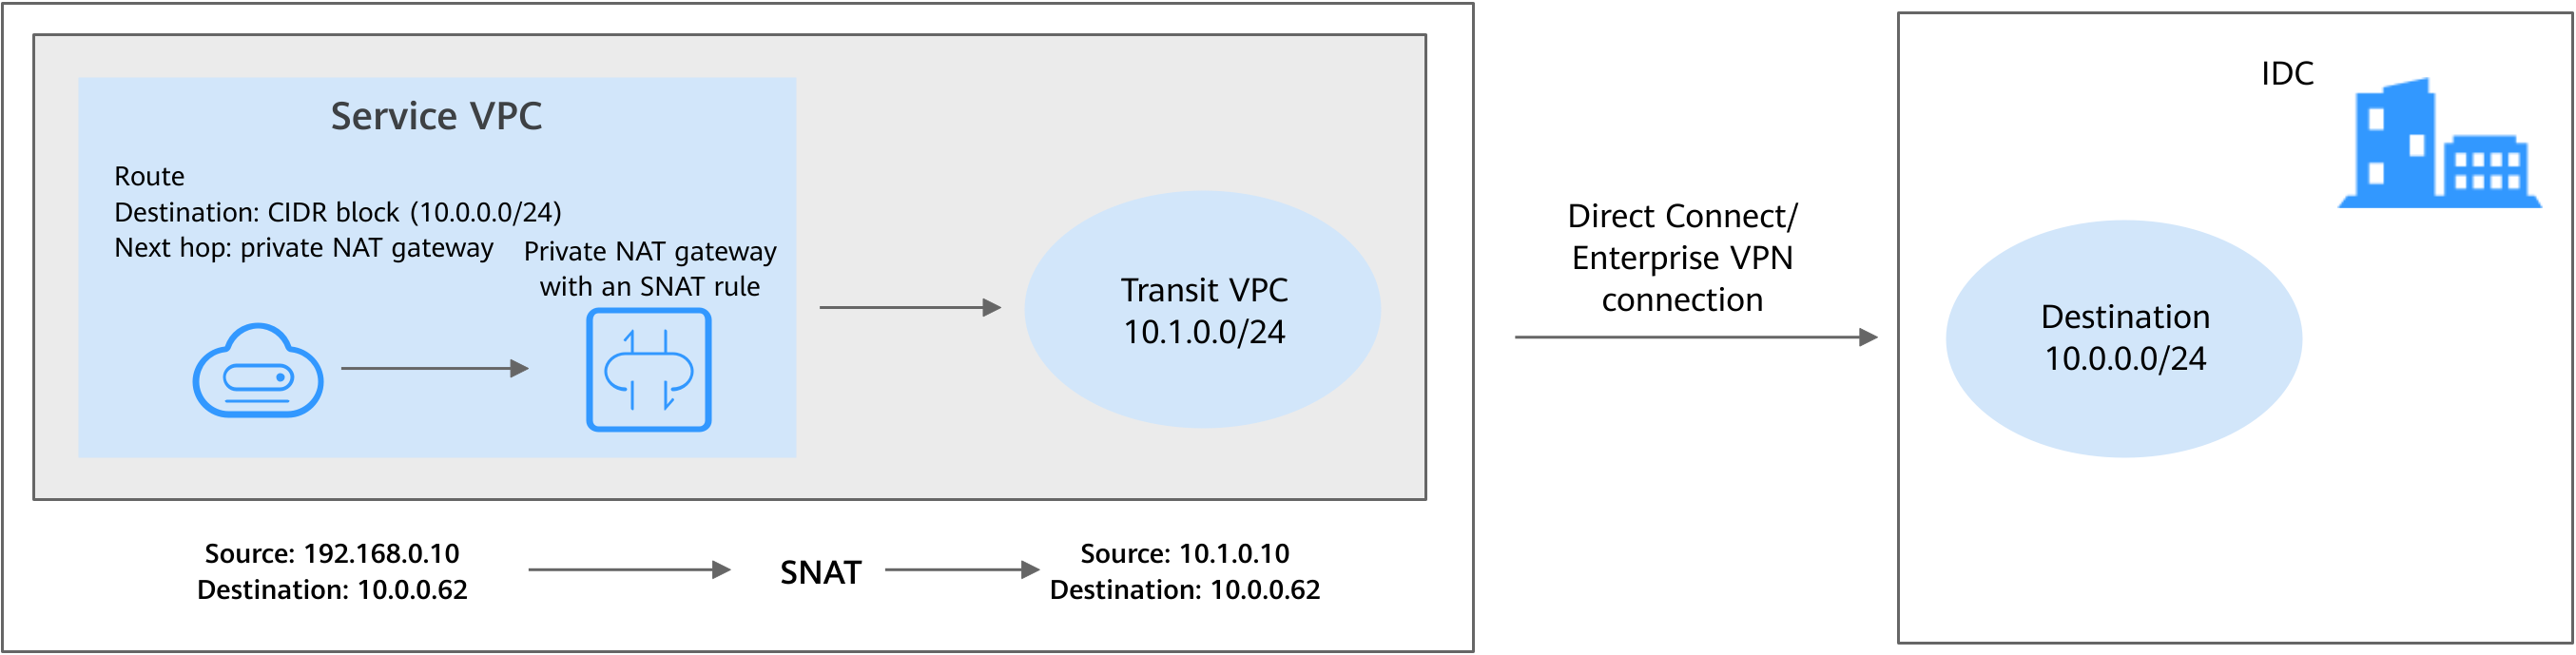 Service VPC
Route
Destination: CIDR block (10.0.0.0/24)
Next hop: private NAT gateway
Private NAT gateway
with an SNAT rule
Transit VPC
10.1.0.0/24
Source: 192.168.0.10
Destination: 10.0.0.62
SNAT
Source: 10.1.0.10
Destination: 10.0.0.62
Direct Connect/
Enterprise VPN
connection
IDC
Destination
10.0.0.0/24